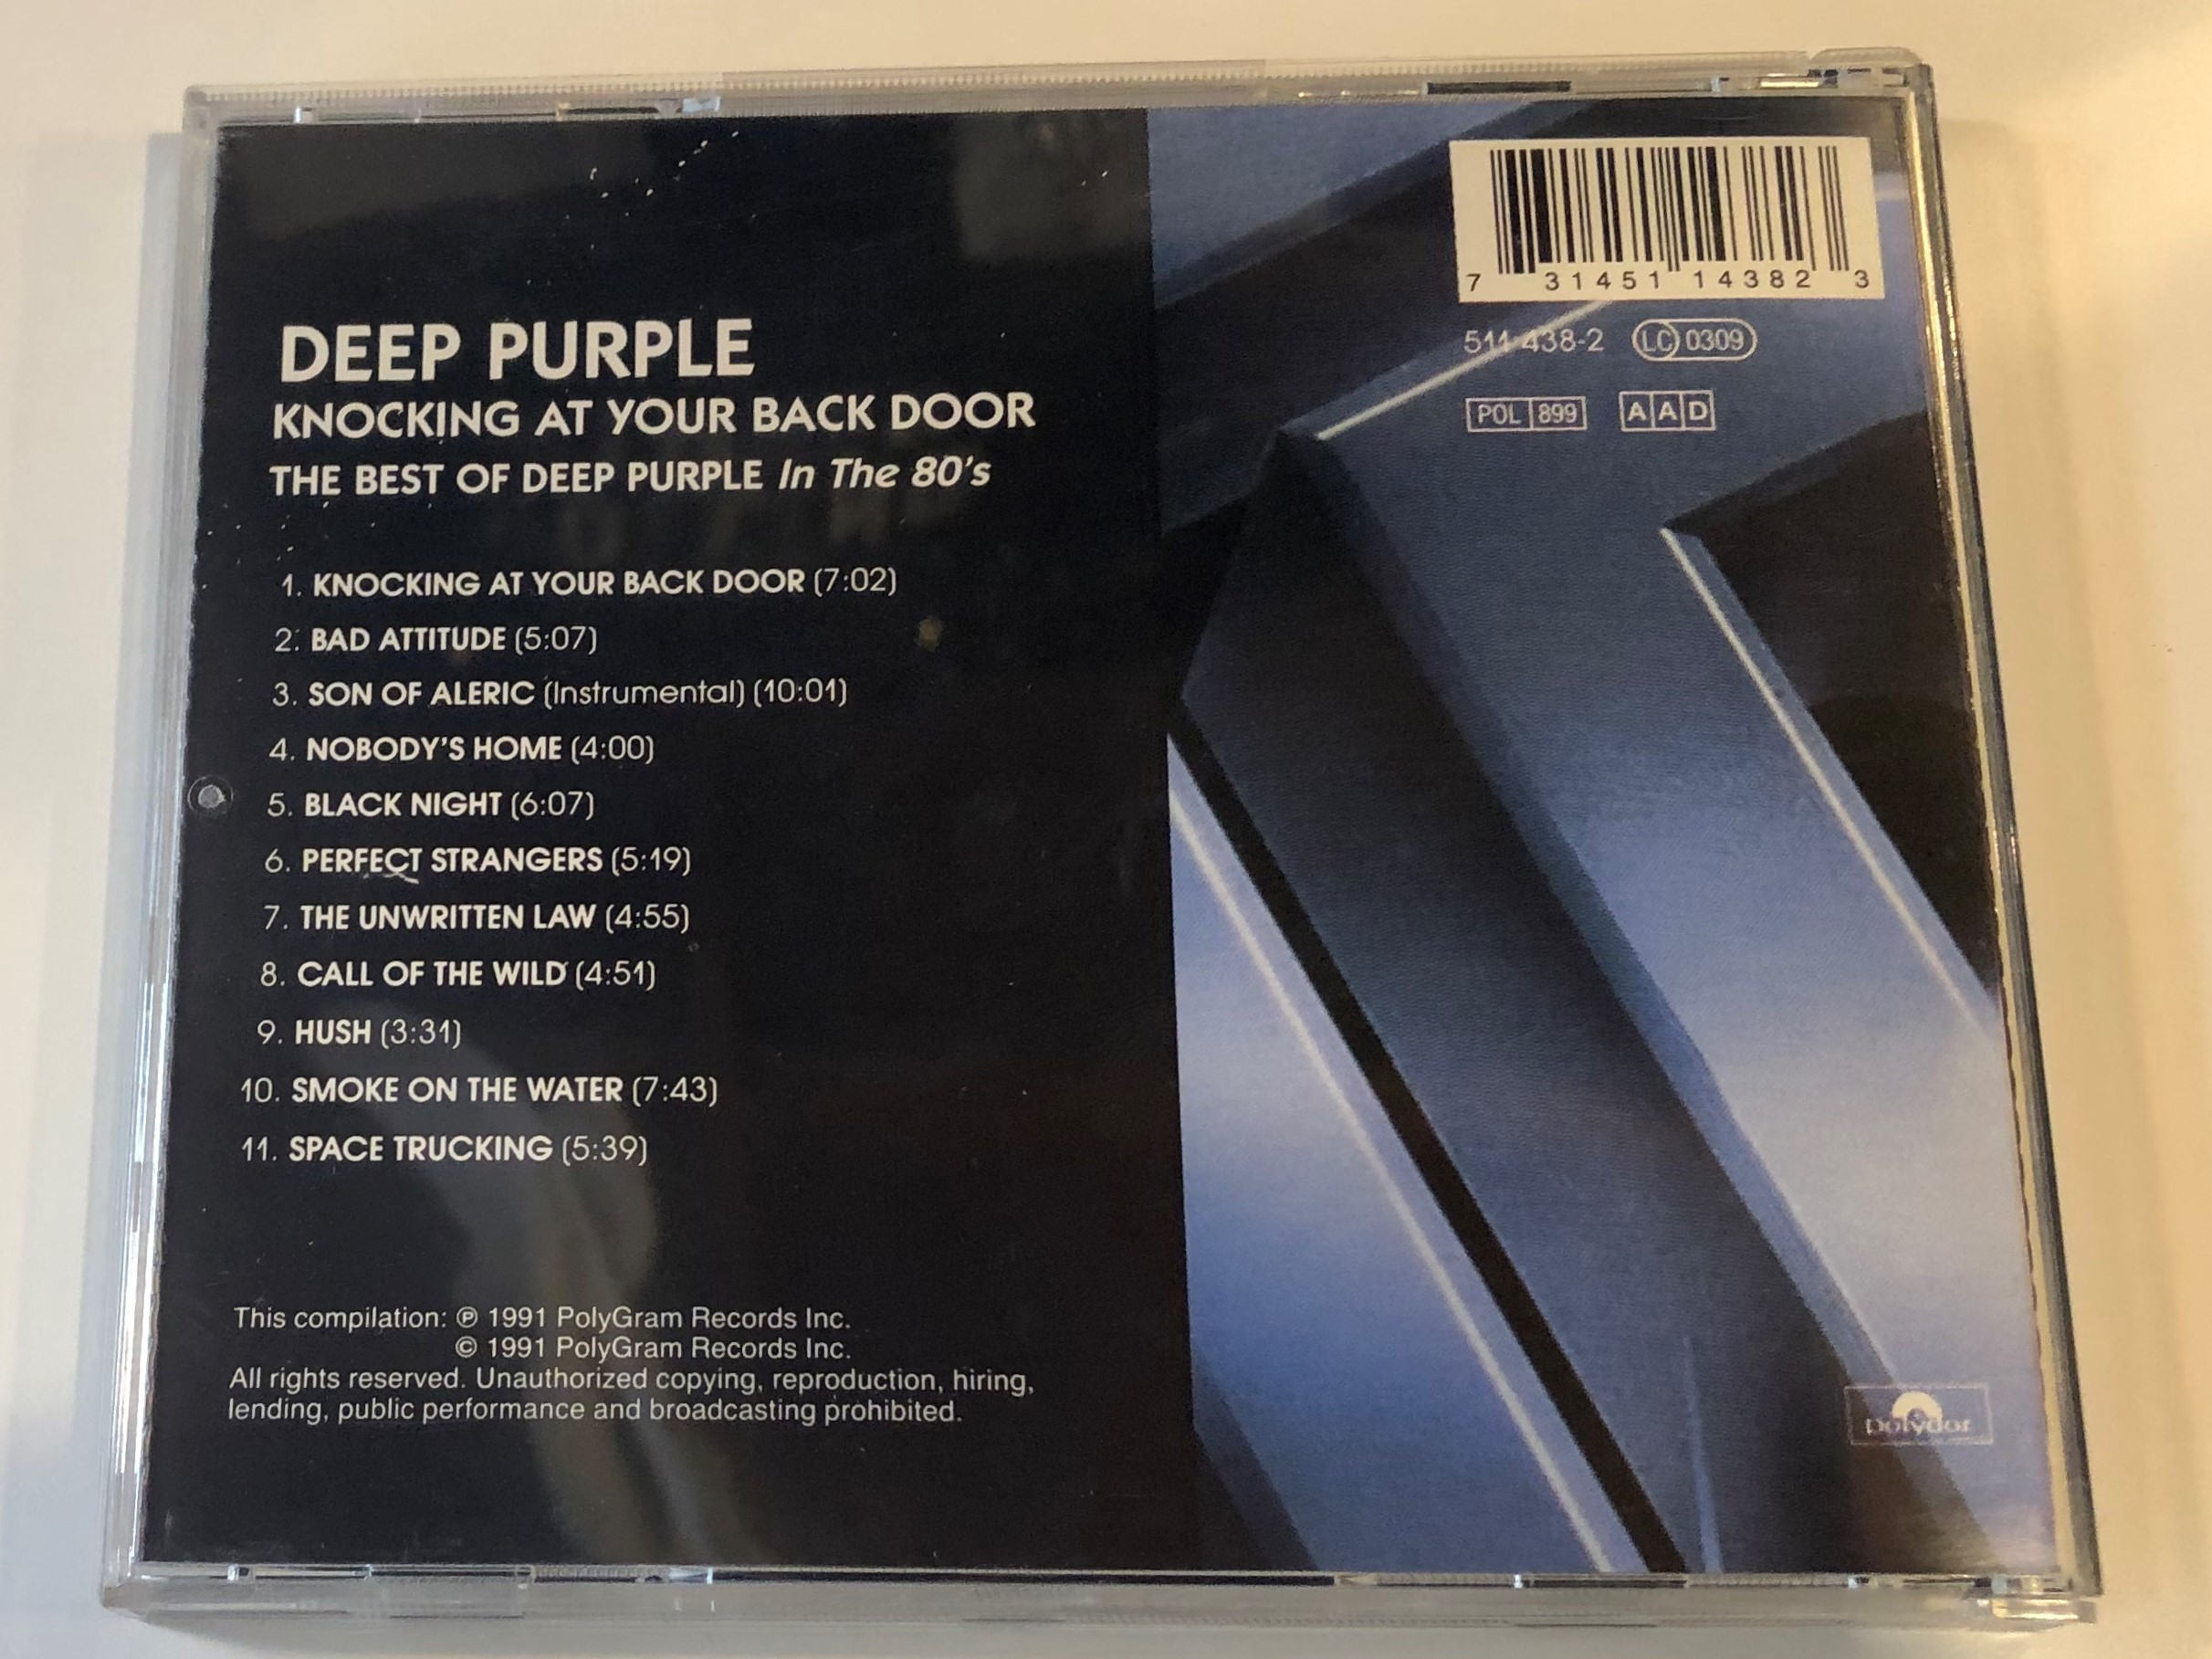 DEEP PURPLE
KNOCKING AT YOUR BACK DOOR
THE BEST OF DEEP PURPLE In The 80's
1. KNOCKING AT YOUR BACK DOOR (7:02)
2. BAD ATTITUDE (5:07)
3. SON OF ALERIC (Instrumental) (10:01)
4. NOBODY'S HOME (4:00)
5. BLACK NIGHT (6:07)
6. PERFECT STRANGERS (5:19)
7. THE UNWRITTEN LAW (4:55)
8. CALL OF THE WILD (4:51)
9. HUSH (3:31)
10. SMOKE ON THE WATER (7:43)
11. SPACE TRUCKING (5:39)
This compilation: ℗ 1991 PolyGram Records Inc.
© 1991 PolyGram Records Inc.
All rights reserved. Unauthorized copying, reproduction, hiring,
lending, public performance and broadcasting prohibited.
7 31451 14382 3
511 438-2 LC 0309
POL 899 AAD
polydor